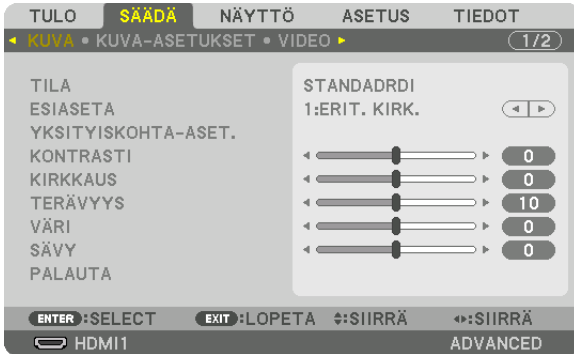 TULO SÄÄDÄ NÄYTTÖ ASETUS TIEDOT
◂ KUVA • KUVA-ASETUKSET • VIDEO ▸ 1/2
TILA STANDADRDI
ESIASETA 1:ERIT. KIRK.
YKSITYISKOHTA-ASET.
KONTRASTI 0
KIRKKAUS 0
TERÄVYYS 10
VÄRI 0
SÄVY 0
PALAUTA
ENTER :SELECT EXIT :LOPETA :SIIRRÄ :SIIRRÄ
HDMI1 ADVANCED